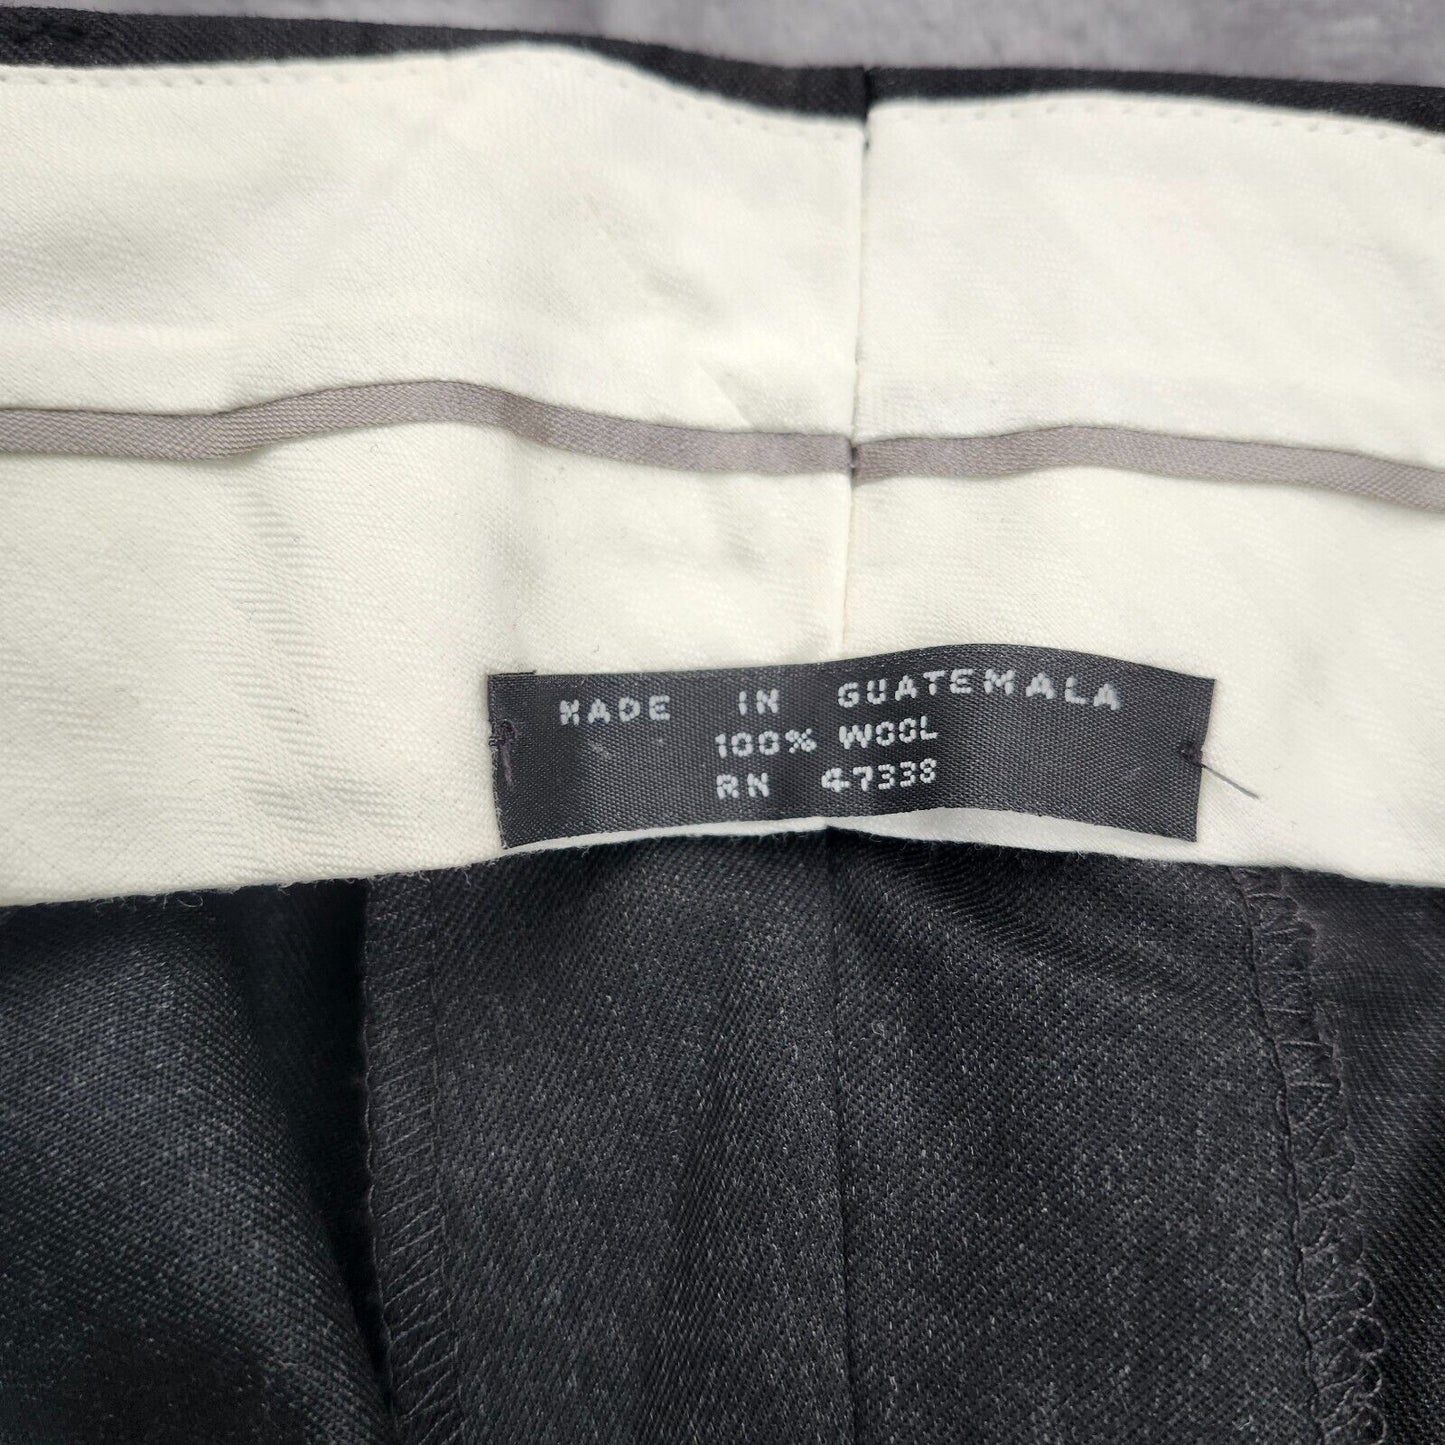 MADE IN GUATEMALA
100% WOOL
RN 47338